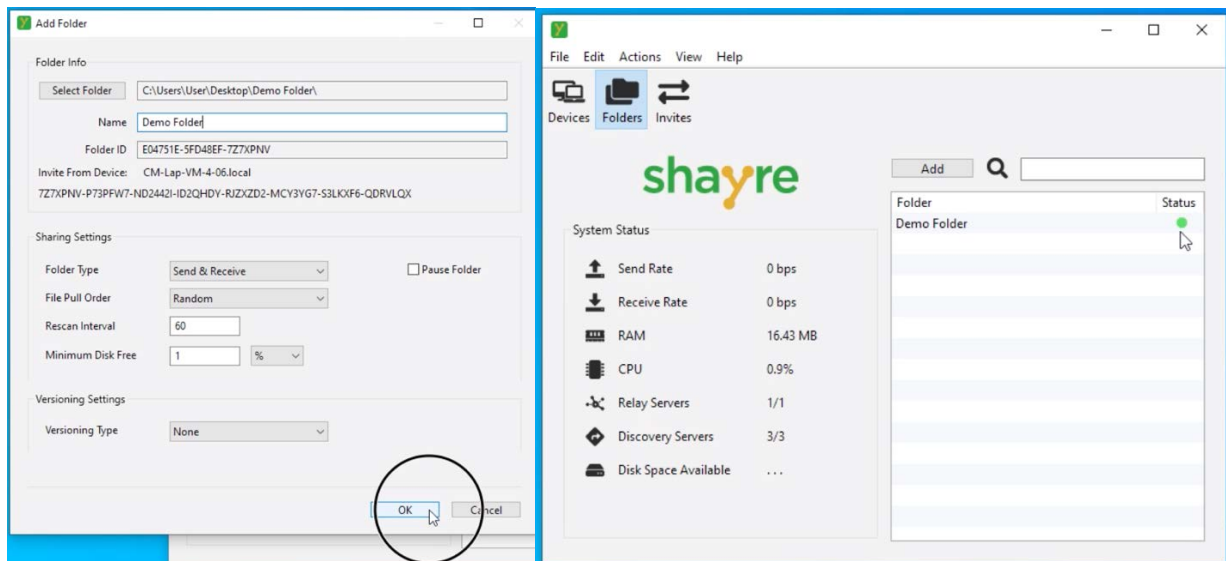 Add Folder
Folder Info
Select Folder C:\Users\User\Desktop\Demo Folder\
Name Demo Folder
Folder ID E04751E-5FD48EF-7Z7XPNV
Invite From Device: CM-Lap-VM-4-06.local
7Z7XPNV-P73PFW7-ND2442I-ID2QHDY-RJZXZD2-MCY3YG7-S3LKXF6-QDRVLQX
Sharing Settings
Folder Type Send & Receive Pause Folder
File Pull Order Random
Rescan Interval 60
Minimum Disk Free 1 %
Versioning Settings
Versioning Type None
OK Cancel
File Edit Actions View Help
Devices Folders Invites
shayre
System Status
Send Rate 0 bps
Receive Rate 0 bps
RAM 16.43 MB
CPU 0.9%
Relay Servers 1/1
Discovery Servers 3/3
Disk Space Available ...
Add
Folder Status
Demo Folder